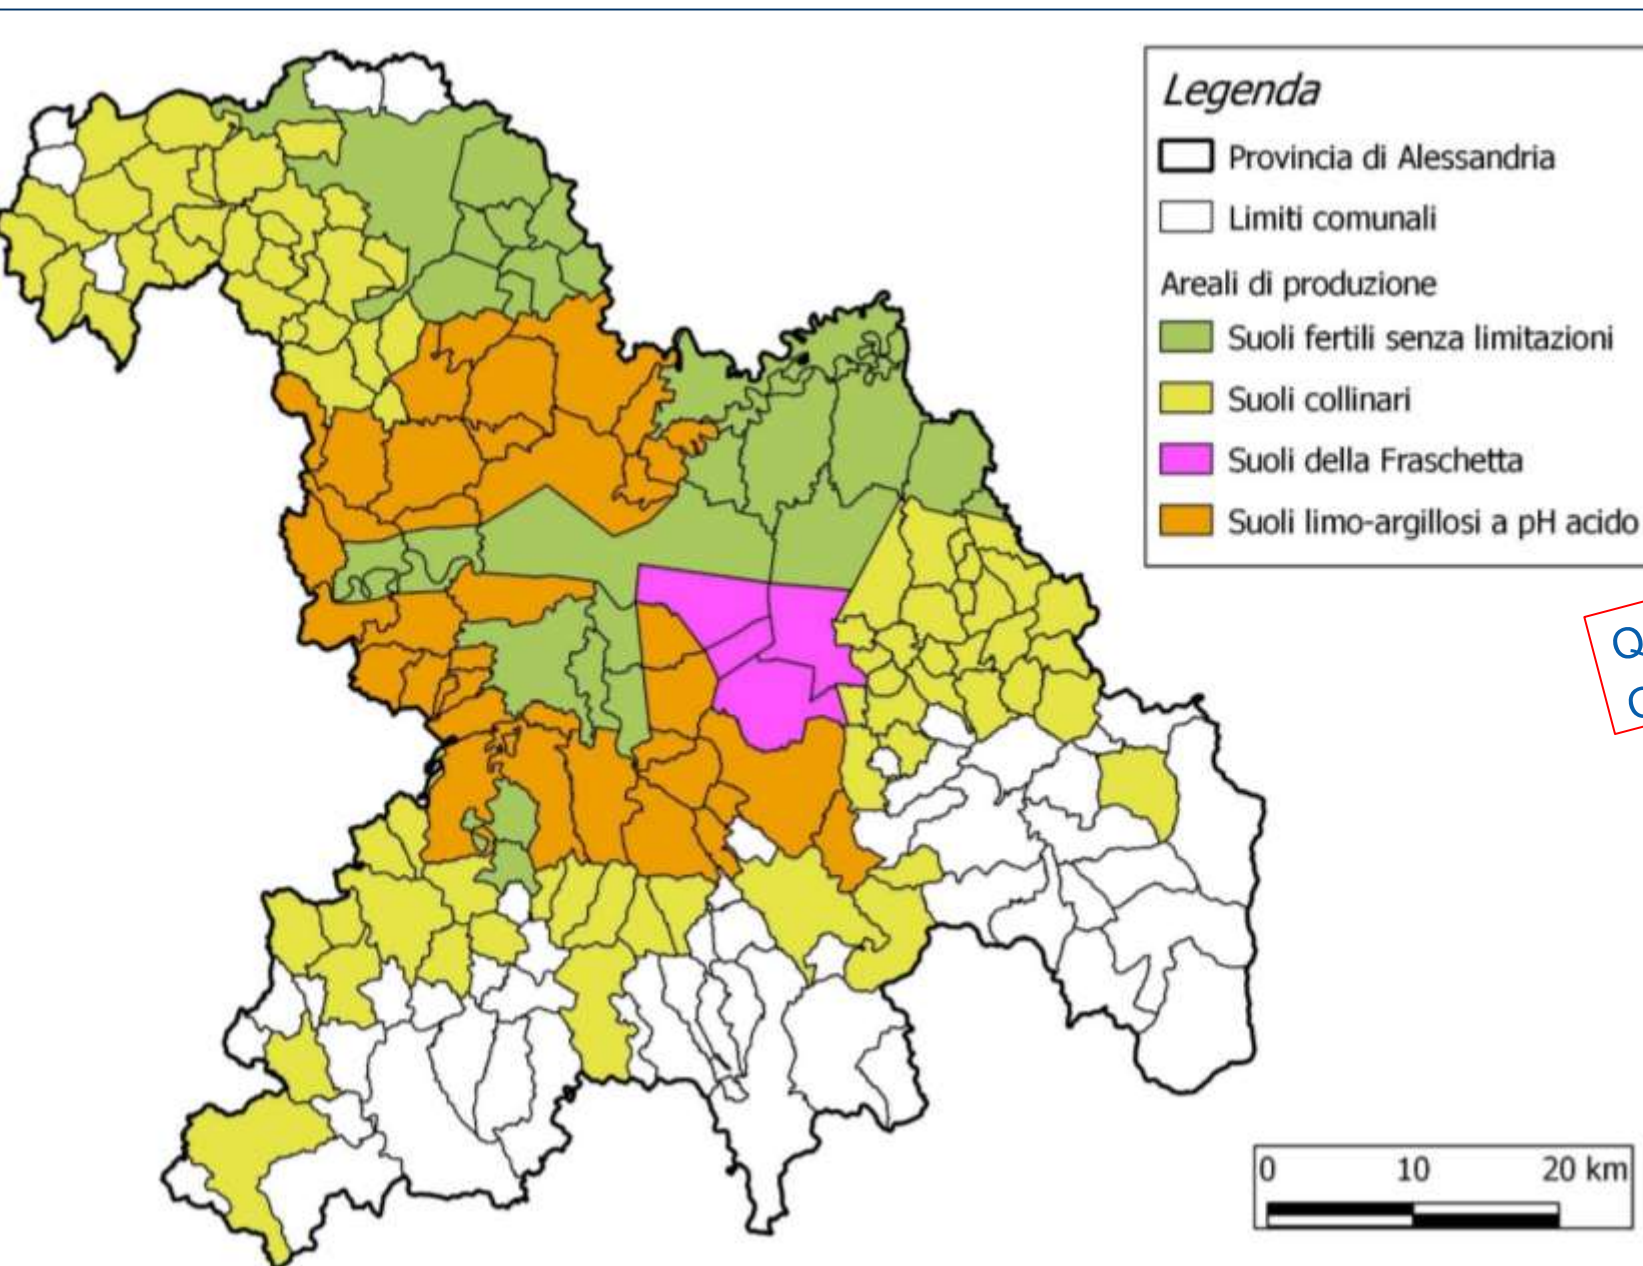 Legenda
Provincia di Alessandria
Limiti comunali
Areali di produzione
Suoli fertili senza limitazioni
Suoli collinari
Suoli della Fraschetta
Suoli limo-argillosi a pH acido
0 10 20 km